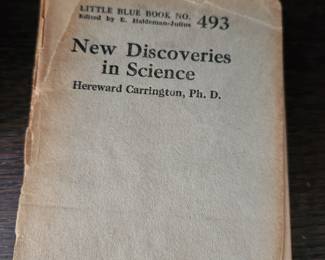 LITTLE BLUE BOOK NO. 493
Edited by E. Haldeman-Julius
New Discoveries
in Science
Hereward Carrington, Ph. D.